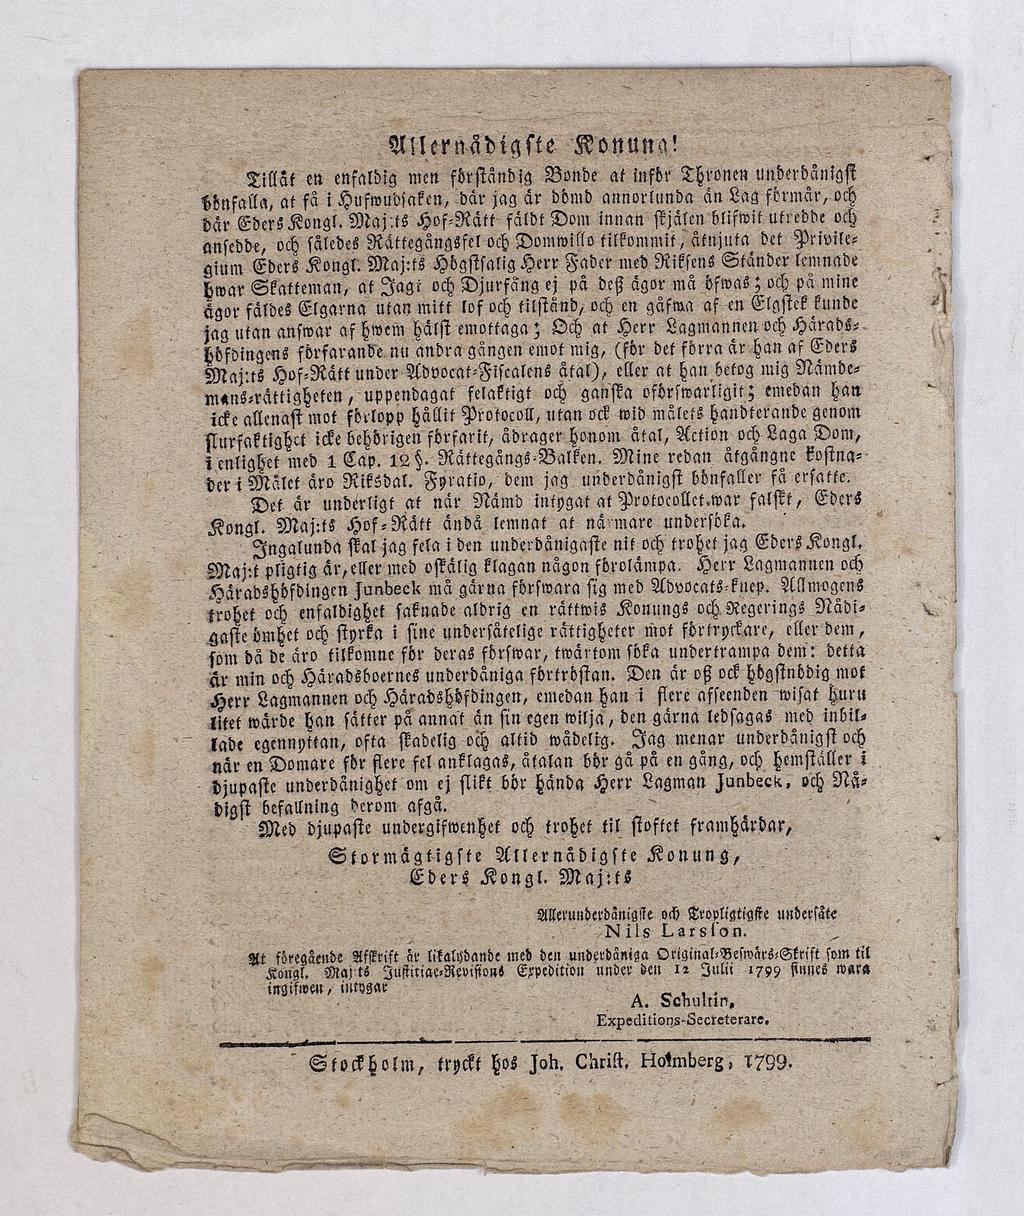 Allernådigste Konung!
Tillåt en enfaldig men förståndig Bonde at inför Thronen underdånigst
bönfalla, at få i Hufwudsaken, där jag är dömd annorlunda än Lag förmår, och
där Eders Kongl. Maj:ts Hof-Rätt fäldt Dom innan skjälen blifwit utredde och
ansedde, och således Rättegångsfel och Domwillo tilkommit, åtnjuta det Privile-
gium Eders Kongl. Maj:ts Högstsalig Herr Fader med Riksens Ständer lemnade
hwar Skatteman, at Jagt och Djurfång ej på deß ägor må öfwas; och på mine
ägor fäldes Elgarna utan mitt lof och tilstånd, och en gåfwa af en Elgstek kunde
jag utan answar af hwem hälst emottaga; Och at Herr Lagmannen och Härads-
höfdingens förfarande nu andra gången emot mig, (för det förra är han af Eders
Maj:ts Hof-Rätt under Advocat-Fiscalens åtal), eller at han betog mig Nämde-
mans-rättigheten, uppendagat felaktigt och ganska oförswarligit; emedan han
icke allenast mot förlopp hållit Protocoll, utan ock wid målets handterande genom
slurfaktighet icke behörigen förfarit, ådrager honom åtal, Action och Laga Dom,
i enlighet med 1 Cap. 12 §. Rättegångs-Balken. Mine redan åtgångne kostna-
der i Målet äro Riksdal. Fyratio, dem jag underdånigst bönfaller få ersatte.
Det är underligt at när Nämd intygat at Protocollet war falskt, Eders
Kongl. Maj:ts Hof-Rätt ändå lemnat at närmare undersöka.
Ingalunda skal jag fela i den underdånigaste nit och trohet jag Eders Kongl.
Maj:t pligtig är, eller med oskälig klagan någon förolämpa. Herr Lagmannen och
Häradshöfdingen Junbeck må gärna förswara sig med Advocats-knep. Allmogens
trohet och enfaldighet saknade aldrig en rättwis Konungs och Regerings Nådi-
gaste ömhet och styrka i sine undersåtelige rättigheter mot förtryckare, eller dem,
som då de äro tilkomne för deras förswar, twärtom söka undertrampa dem: detta
är min och Häradsboernes underdåniga förtröstan. Den är oß ock högstnödig mot
Herr Lagmannen och Häradshöfdingen, emedan han i flere afseenden wisat huru
litet wärde han sätter på annat än sin egen wilja, den gärna ledsagas med inbil-
lade egennyttan, ofta skadelig och altid wådelig. Jag menar underdånigst och
när en Domare för flere fel anklagas, åtalan bör gå på en gång, och hemställer i
djupaste underdånighet om ej slikt bör hända Herr Lagman Junbeck, och Nå-
digst befallning derom afgå.
Med djupaste undergifwenhet och trohet til stoftet framhärdar,
Stormägtigste Allernådigste Konung,
Eders Kongl. Maj:ts
Allerunderdånigste och Tropligtigste undersåte
Nils Larsson.
At föregående Afskrift är likalydande med den underdåniga Original-Beswärs-Skrift som til
Kongl. Maj:ts Justitiae-Revisions Expedition under den 12 Julii 1799 finnes wara
ingifwen, intygar
A. Schultin,
Expeditions-Secreterare.
Stockholm, tryckt hos Joh. Christ. Holmberg, 1799.